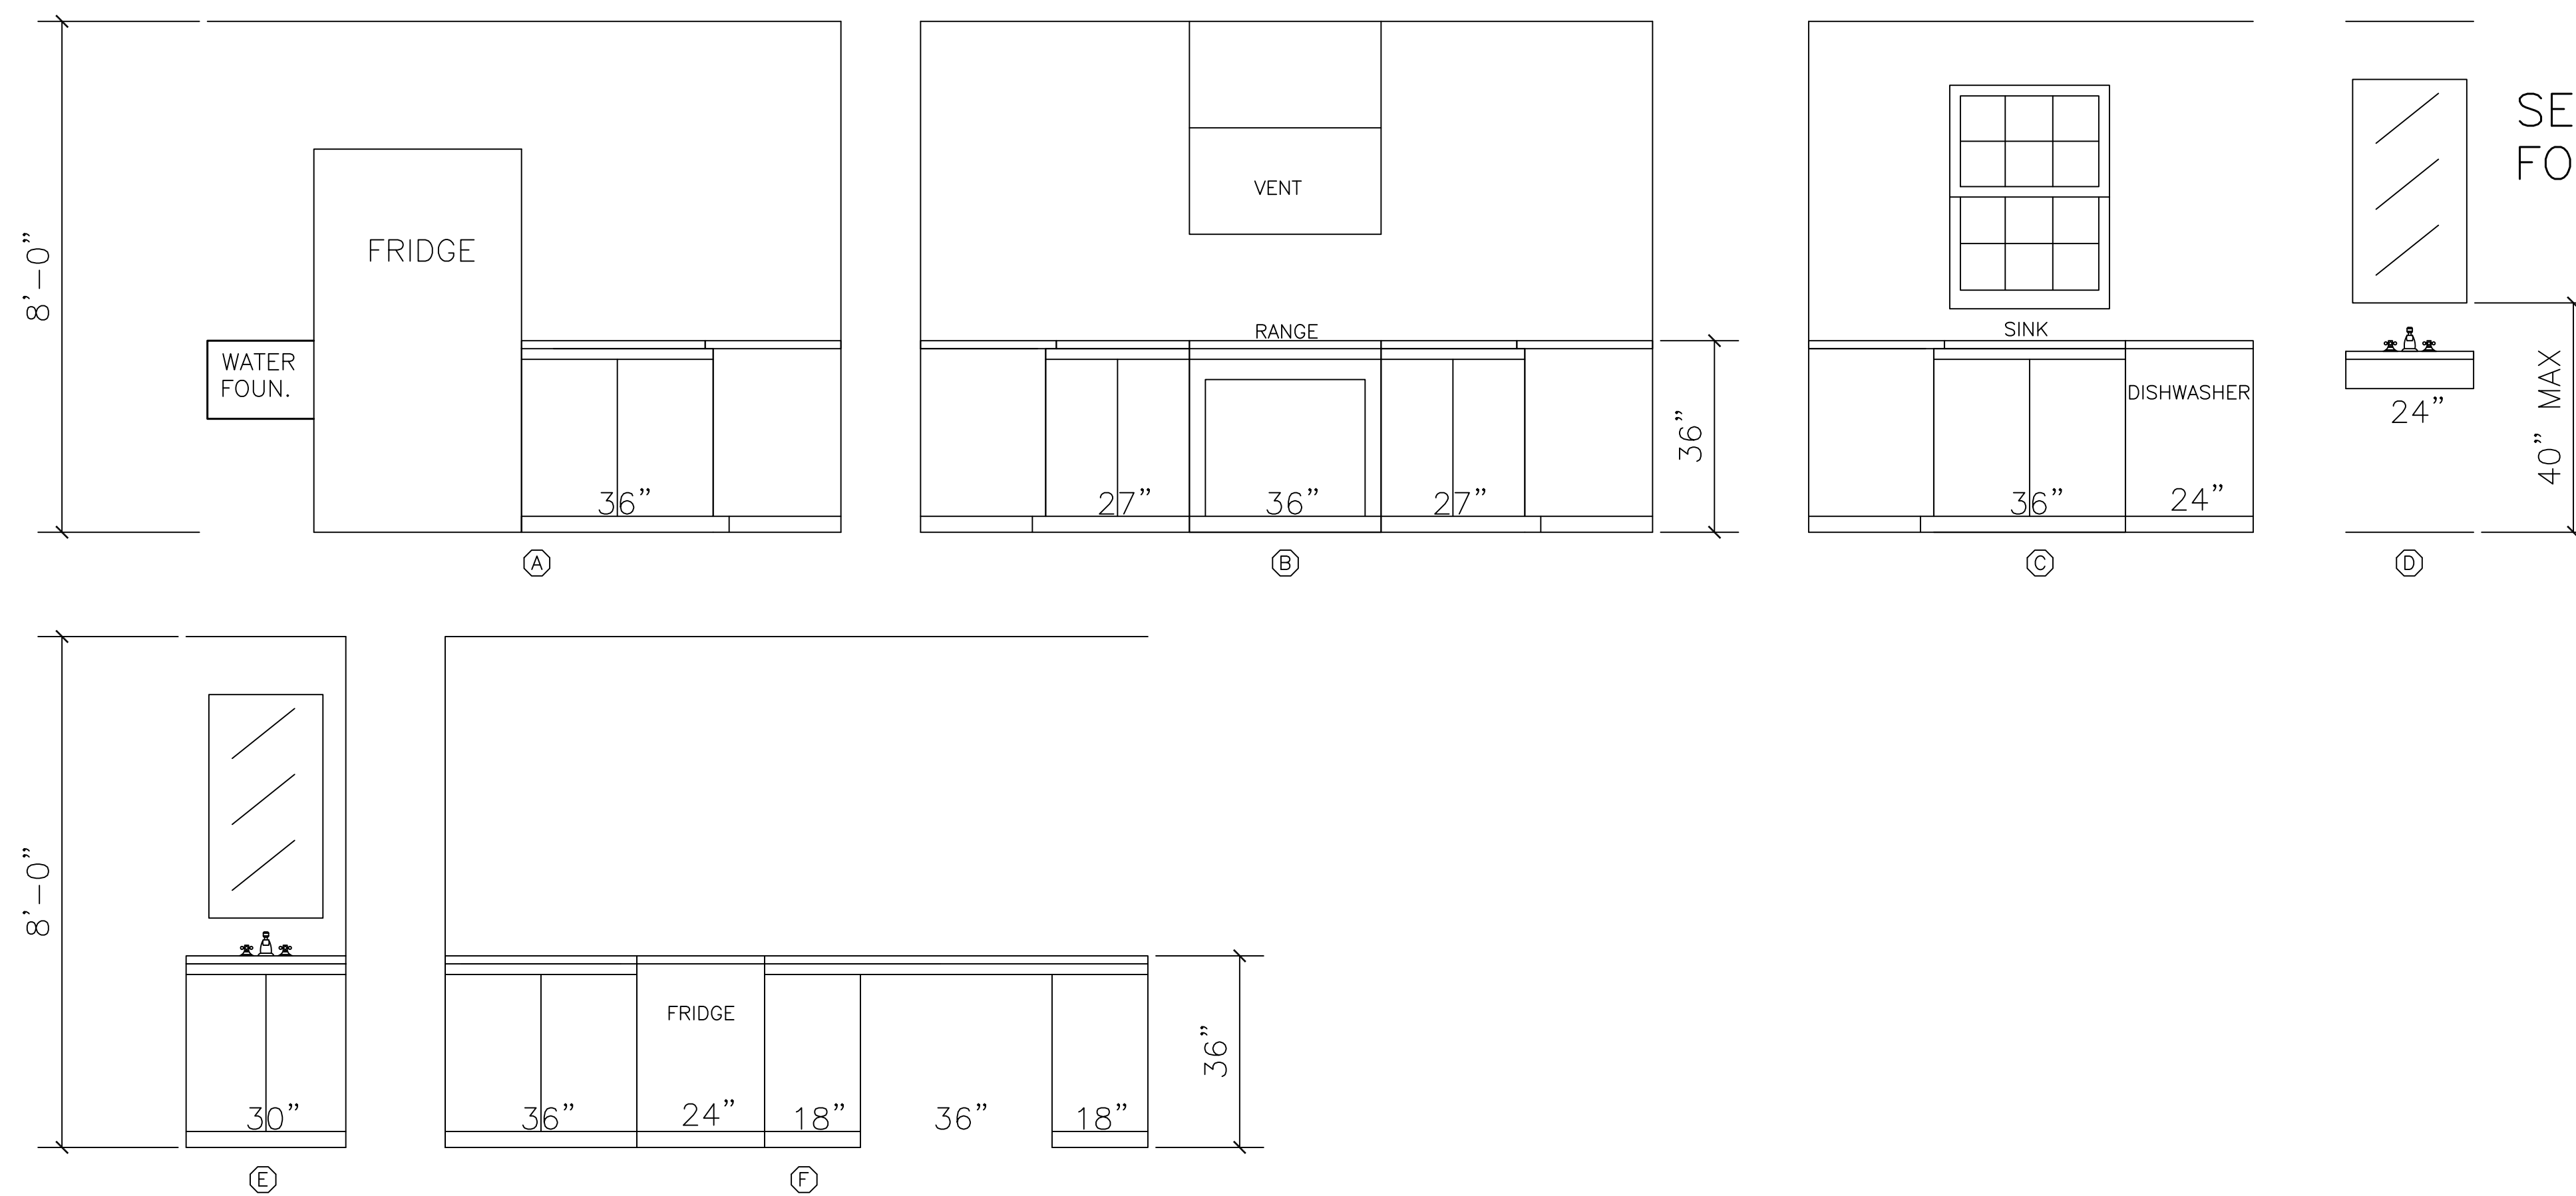 8'-0"
FRIDGE
WATER
FOUN.
36"
A
VENT
RANGE
27"
36"
27"
36"
B
SINK
DISHWASHER
36"
24"
C
24"
40" MAX
D
SE
FO
8'-0"
30"
E
FRIDGE
36"
24"
18"
36"
18"
36"
F